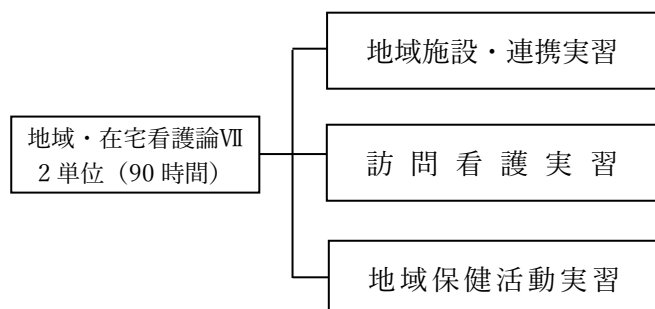 地域・在宅看護論Ⅶ
2単位（90時間）
地域施設・連携実習
訪問看護実習
地域保健活動実習